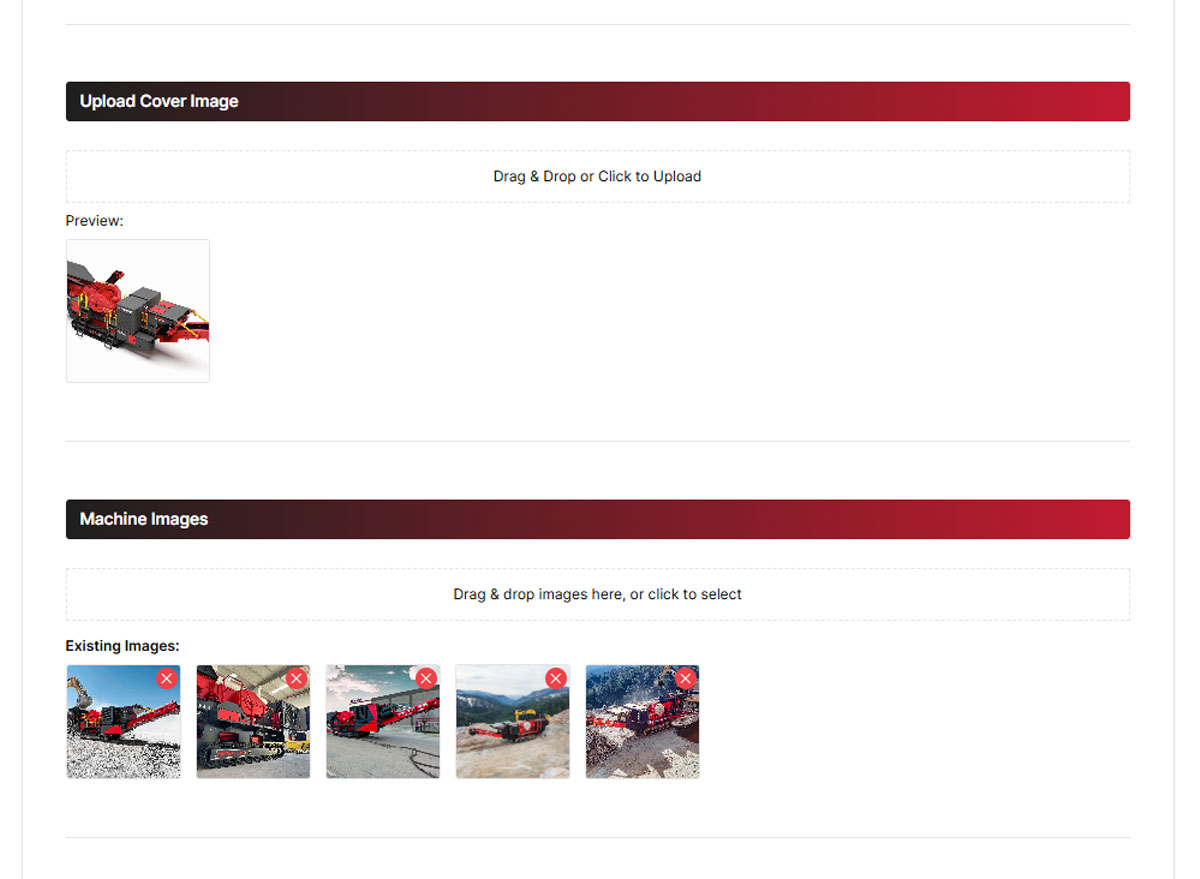 Upload Cover Image
Drag & Drop or Click to Upload
Preview:
Machine Images
Drag & drop images here, or click to select
Existing Images: